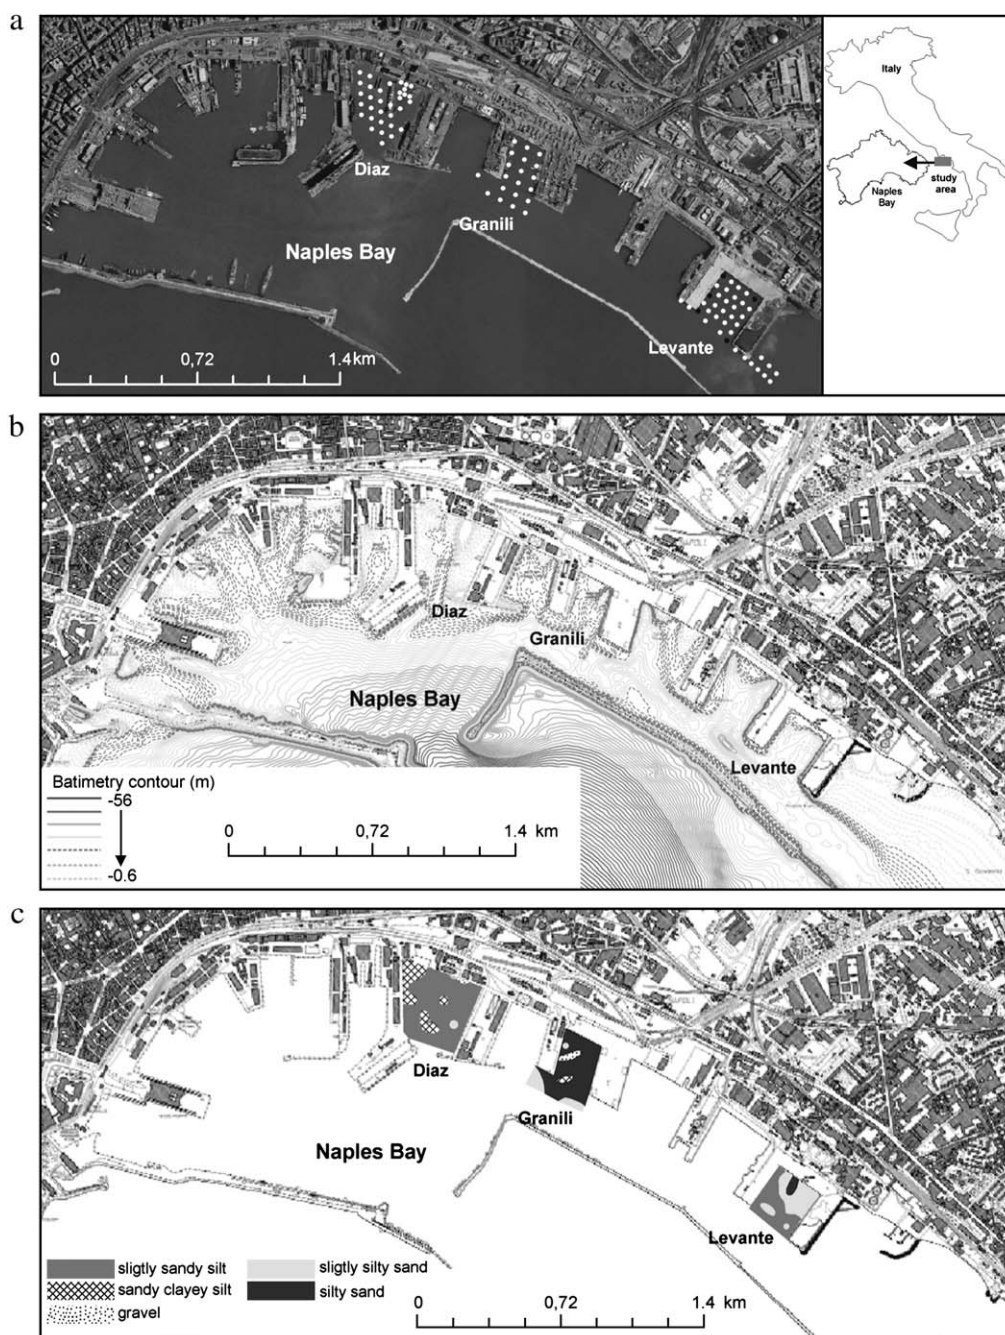 a
Italy
study
area
Naples
Bay
Diaz
Granili
Naples Bay
Levante
0 0,72 1.4km
b
Diaz
Granili
Naples Bay
Levante
Batimetry contour (m)
-56
-0.6
0 0,72 1.4 km
c
Diaz
Granili
Naples Bay
Levante
sligtly sandy silt
sligtly silty sand
sandy clayey silt
silty sand
gravel
0 0,72 1.4 km